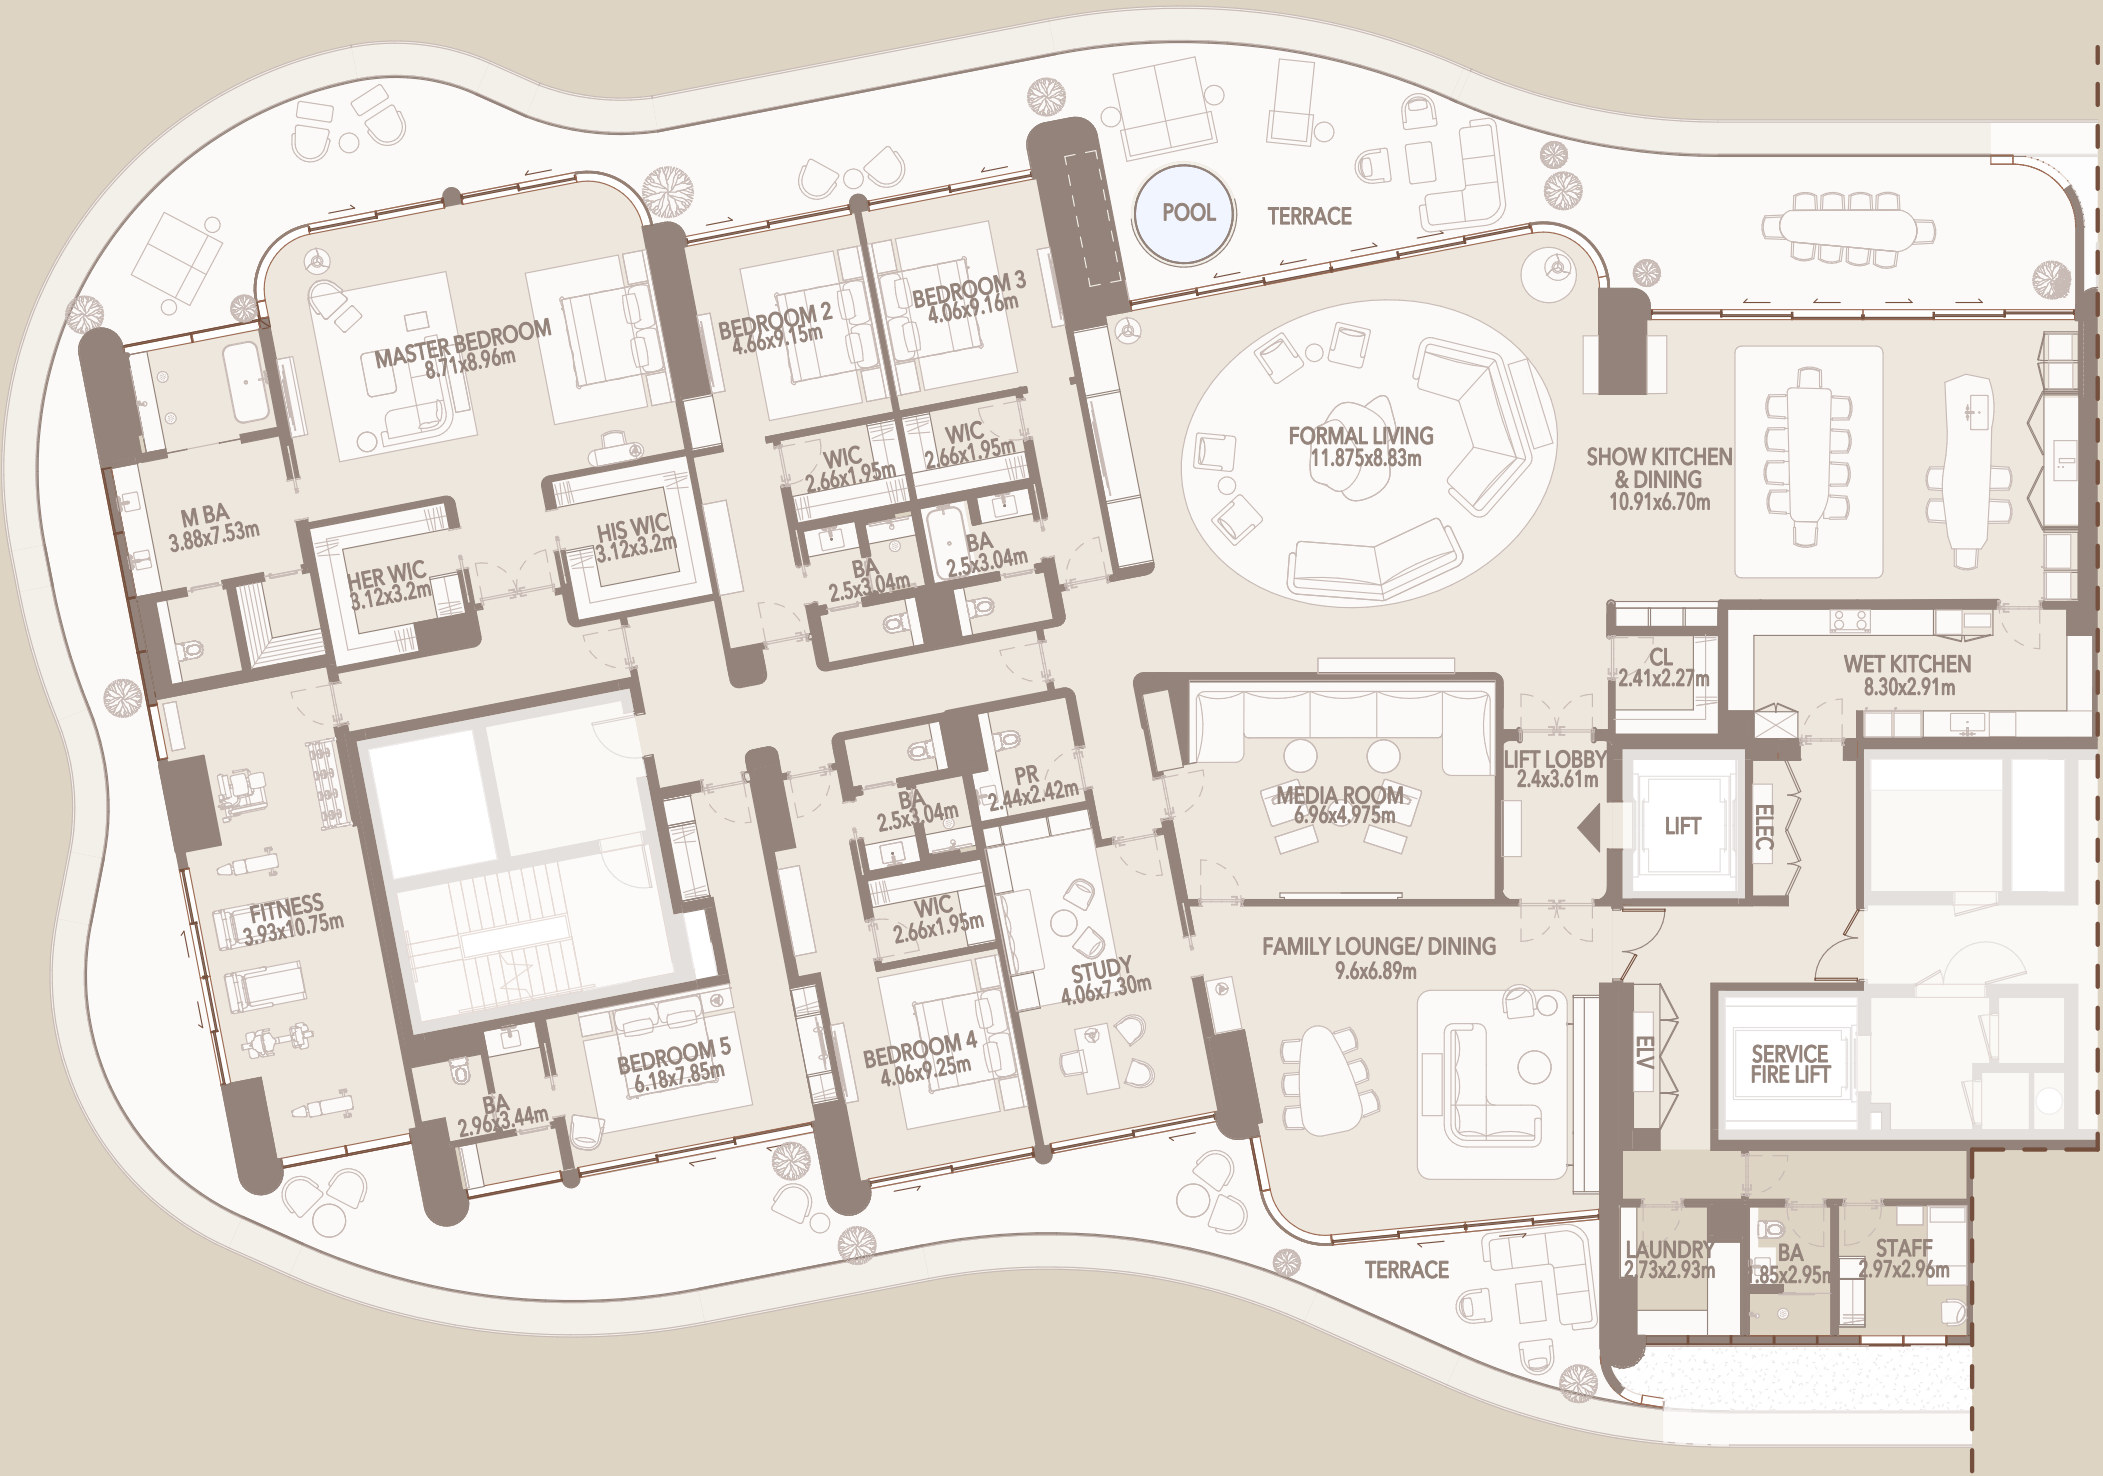 POOL
TERRACE
BEDROOM 3
4.06x9.16m
BEDROOM 2
4.66x9.15m
MASTER BEDROOM
8.71x8.96m
FORMAL LIVING
11.875x8.83m
SHOW KITCHEN
& DINING
10.91x6.70m
WIC
2.66x1.95m
WIC
2.66x1.95m
M BA
3.88x7.53m
HIS WIC
3.12x3.2m
HER WIC
3.12x3.2m
BA
2.5x3.04m
BA
2.5x3.04m
CL
2.41x2.27m
WET KITCHEN
8.30x2.91m
LIFT LOBBY
2.4x3.61m
PR
2.44x2.42m
MEDIA ROOM
6.96x4.975m
BA
2.5x3.04m
LIFT
ELEC
FITNESS
3.93x10.75m
WIC
2.66x1.95m
FAMILY LOUNGE/ DINING
9.6x6.89m
STUDY
4.06x7.30m
BEDROOM 5
6.18x7.85m
BEDROOM 4
4.06x9.25m
ELV
SERVICE
FIRE LIFT
BA
2.96x3.44m
TERRACE
LAUNDRY
2.73x2.93m
BA
.85x2.95m
STAFF
2.97x2.96m